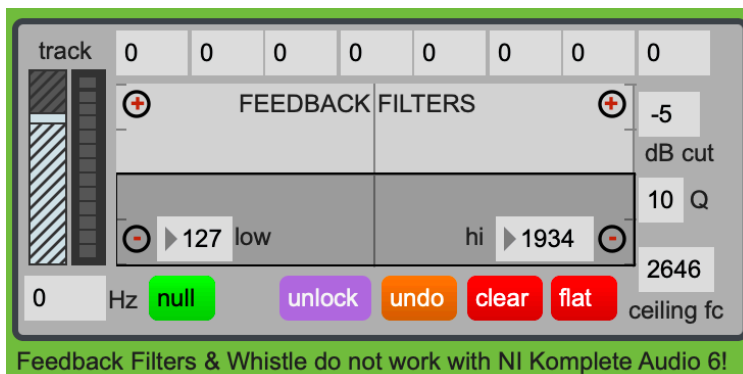 track 0 0 0 0 0 0 0 0
FEEDBACK FILTERS
-5
dB cut
10 Q
127 low hi 1934
2646
ceiling fc
0 Hz null unlock undo clear flat
Feedback Filters & Whistle do not work with NI Komplete Audio 6!